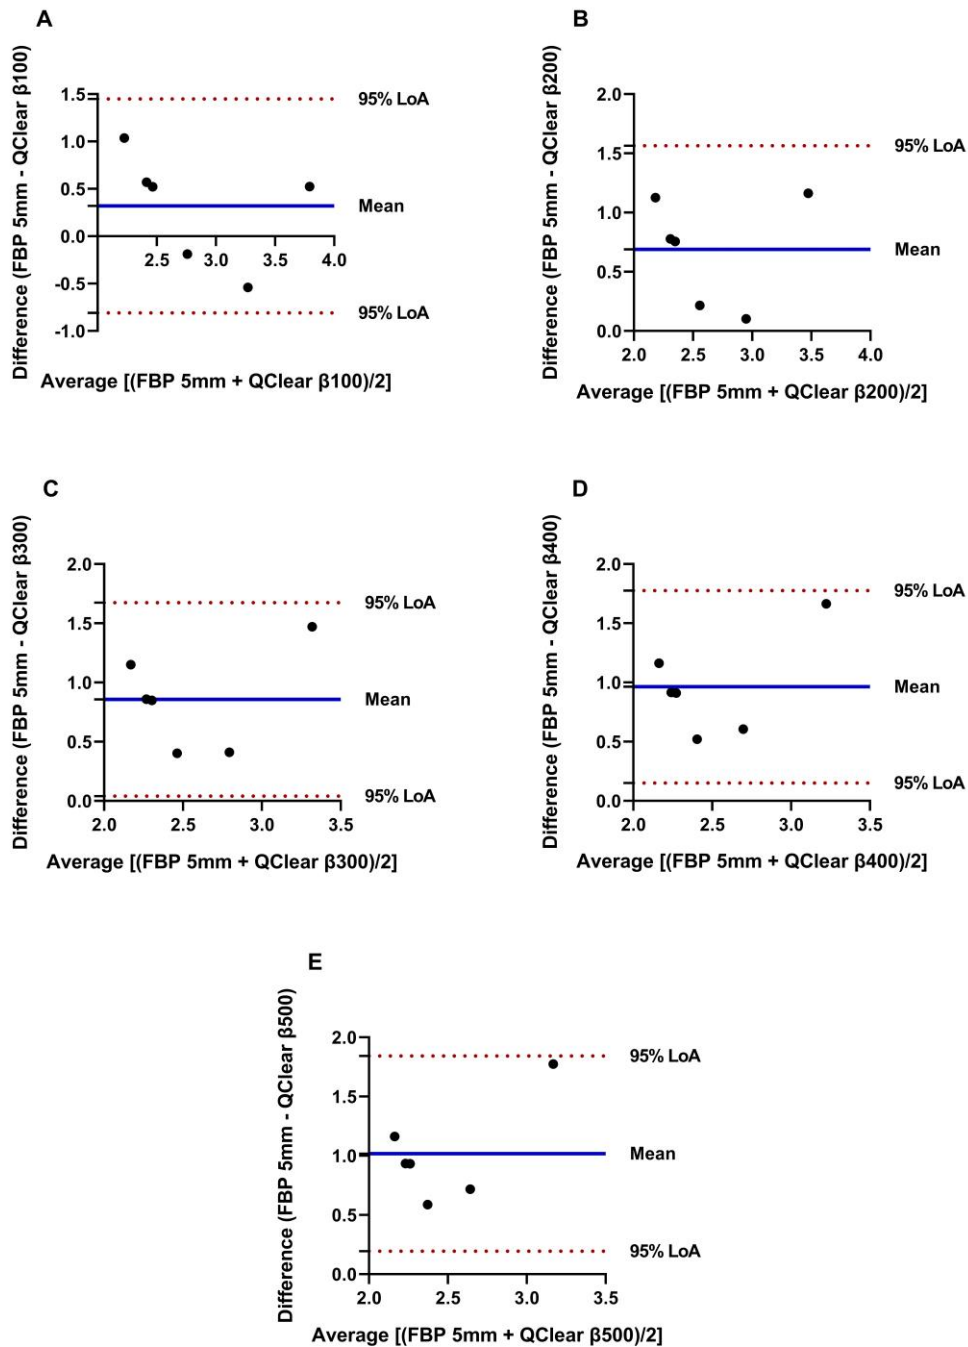 A
Difference (FBP 5mm - QClear β100)
1.5
1.0
0.5
0.0
-0.5
-1.0
2.5 3.0 3.5 4.0
95% LoA
Mean
95% LoA
Average [(FBP 5mm + QClear β100)/2]
B
Difference (FBP 5mm - QClear β200)
2.0
1.5
1.0
0.5
0.0
2.0 2.5 3.0 3.5 4.0
95% LoA
Mean
Average [(FBP 5mm + QClear β200)/2]
C
Difference (FBP 5mm - QClear β300)
2.0
1.5
1.0
0.5
0.0
2.0 2.5 3.0 3.5
95% LoA
Mean
95% LoA
Average [(FBP 5mm + QClear β300)/2]
D
Difference (FBP 5mm - QClear β400)
2.0
1.5
1.0
0.5
0.0
2.0 2.5 3.0 3.5
95% LoA
Mean
95% LoA
Average [(FBP 5mm + QClear β400)/2]
E
Difference (FBP 5mm - QClear β500)
2.0
1.5
1.0
0.5
0.0
2.0 2.5 3.0 3.5
95% LoA
Mean
95% LoA
Average [(FBP 5mm + QClear β500)/2]